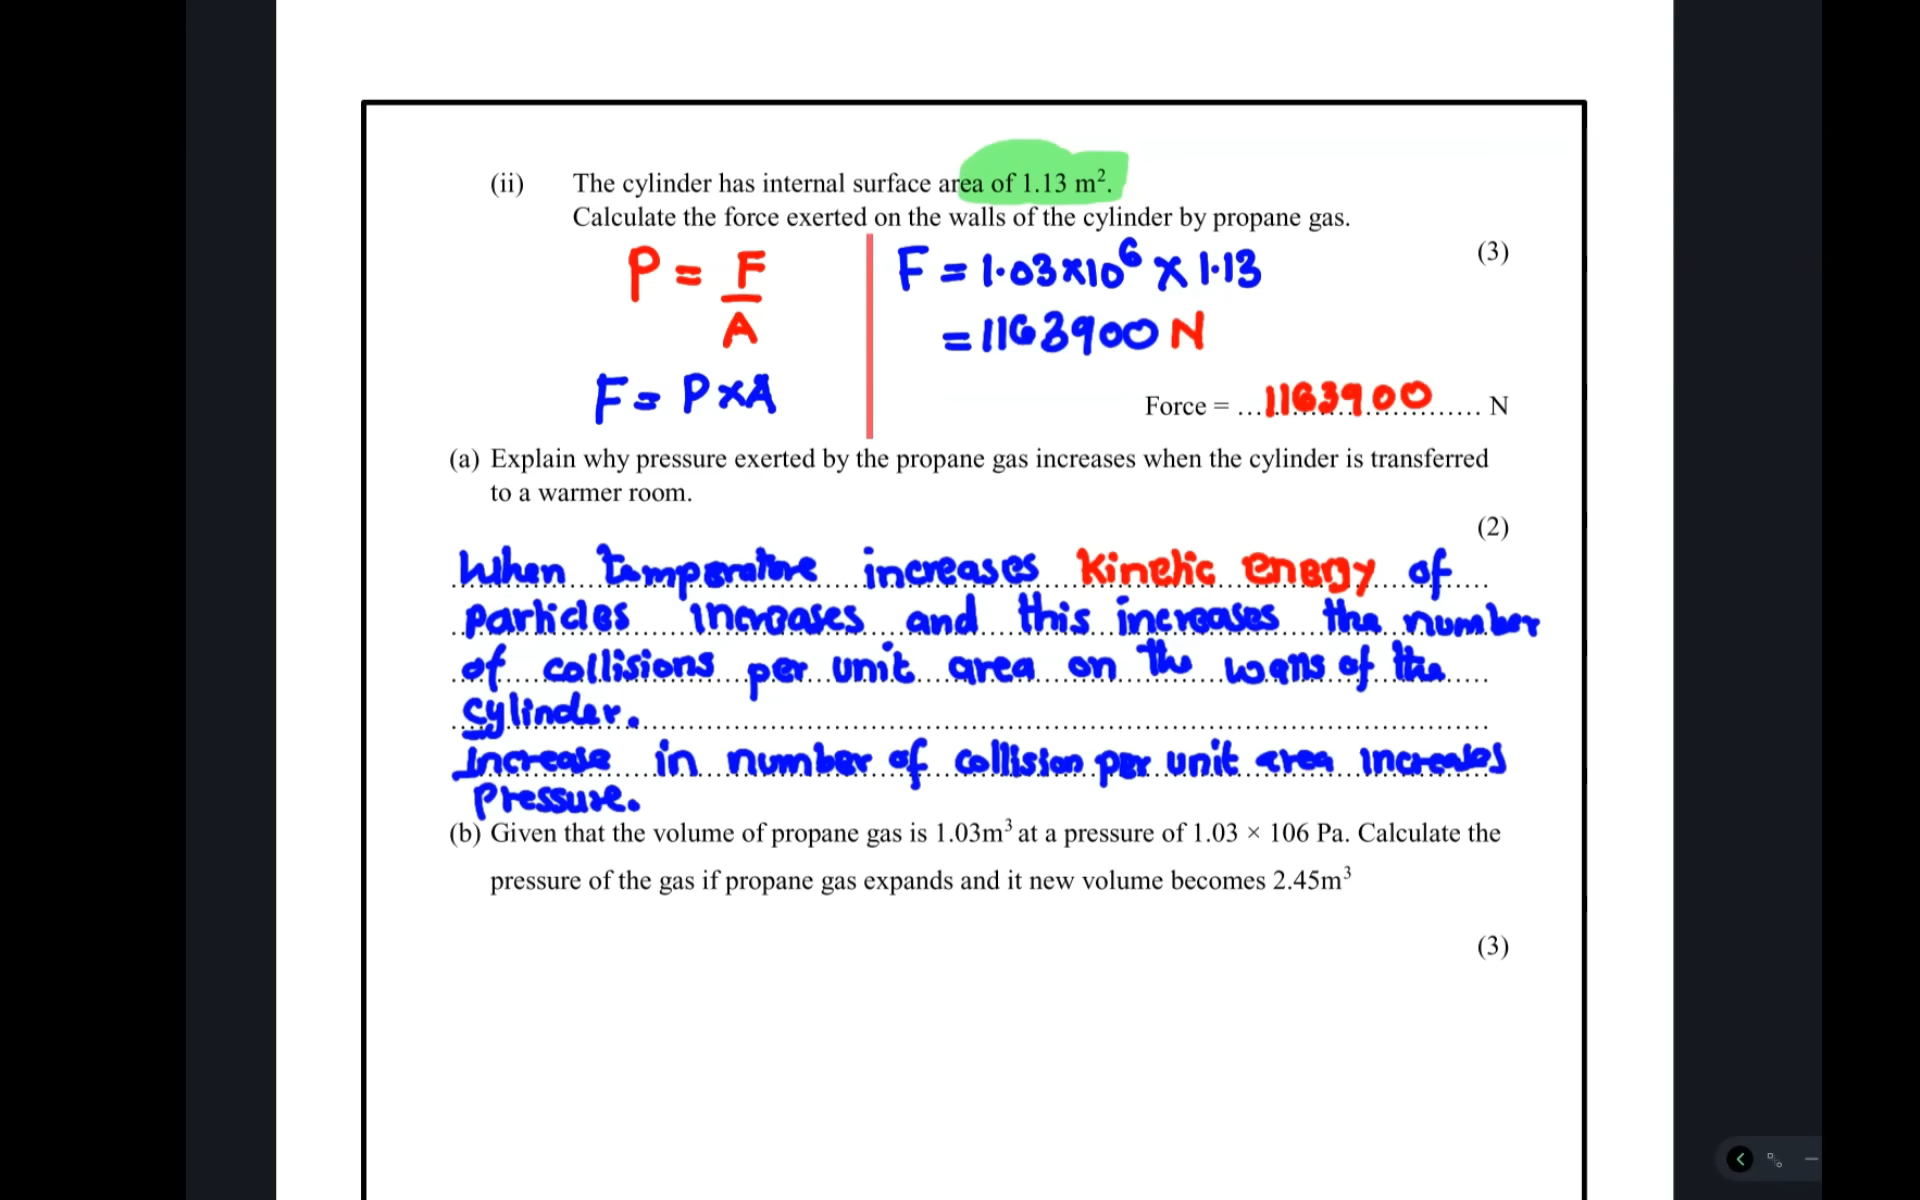 (ii) The cylinder has internal surface area of 1.13 m².
Calculate the force exerted on the walls of the cylinder by propane gas.
(3)
P = F
A
F = P × A
F = 1.03 × 10⁶ × 1.13
= 1163900 N
Force = ... 1163900 ... N
(a) Explain why pressure exerted by the propane gas increases when the cylinder is transferred
to a warmer room.
(2)
When temperature increases kinetic energy of
particles increases and this increases the number
of collisions per unit area on the walls of the
cylinder.
Increase in number of collision per unit area increases
Pressure.
(b) Given that the volume of propane gas is 1.03m³ at a pressure of 1.03 × 106 Pa. Calculate the
pressure of the gas if propane gas expands and it new volume becomes 2.45m³
(3)